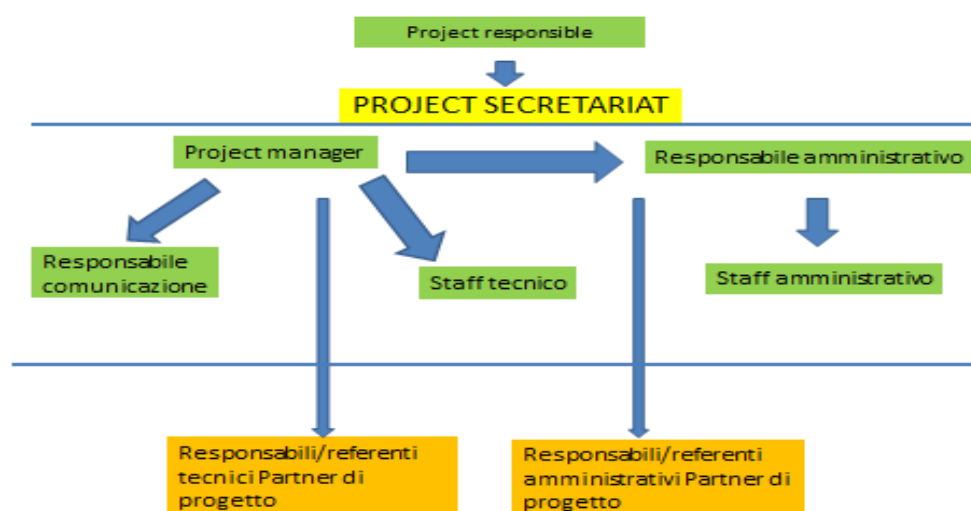 Project responsible
PROJECT SECRETARIAT
Project manager
Responsabile amministrativo
Responsabile
comunicazione
Staff tecnico
Staff amministrativo
Responsabili/referenti
tecnici Partner di
progetto
Responsabili/referenti
amministrativi Partner di
progetto